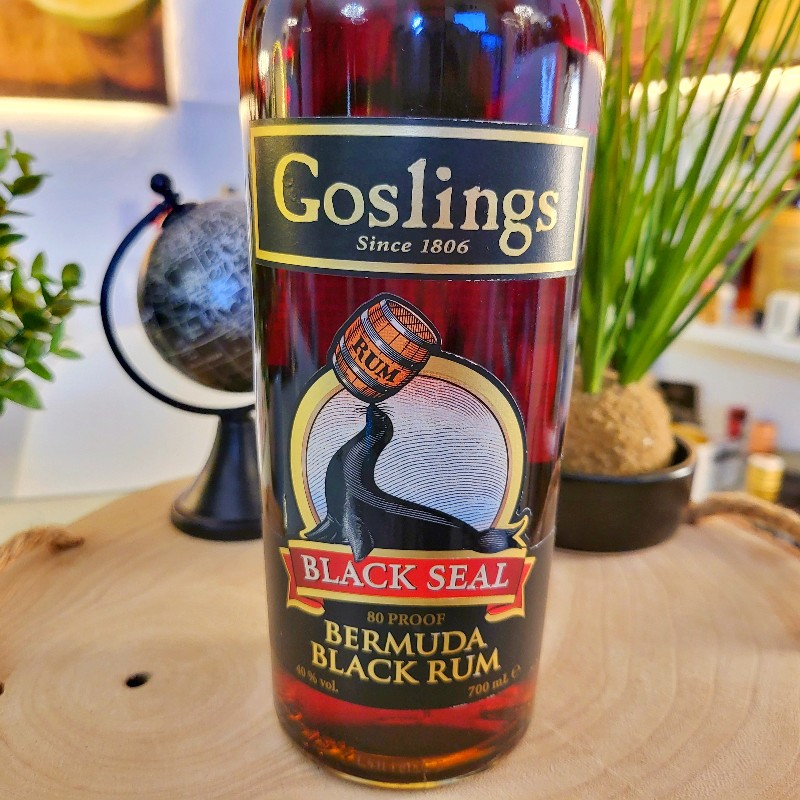 Goslings
Since 1806
RUM
BLACK SEAL
80 PROOF
BERMUDA
BLACK RUM
40 % vol.
700 mL e